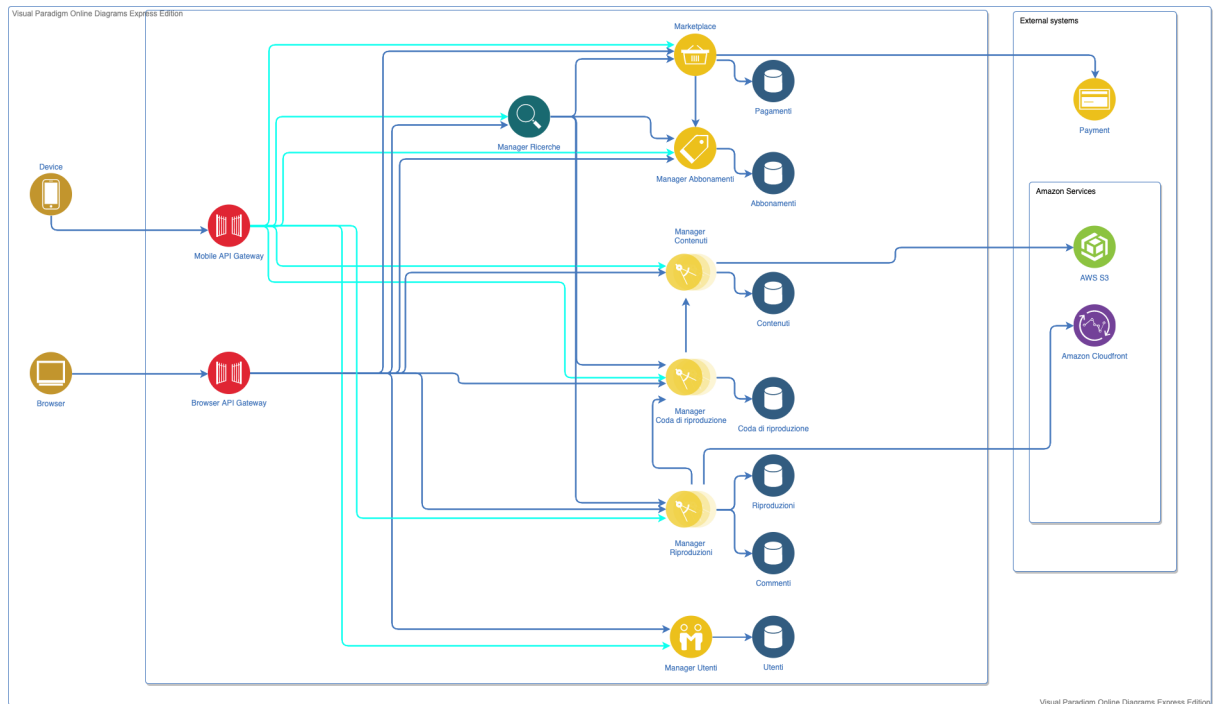 Visual Paradigm Online Diagrams Express Edition
Marketplace
External systems
Pagamenti
Payment
Manager Ricerche
Device
Manager Abbonamenti
Amazon Services
Abbonamenti
Manager
Contenuti
Mobile API Gateway
AWS S3
Contenuti
Amazon Cloudfront
Browser
Browser API Gateway
Manager
Coda di riproduzione
Coda di riproduzione
Riproduzioni
Manager
Riproduzioni
Commenti
Manager Utenti
Utenti
Visual Paradigm Online Diagrams Express Edition